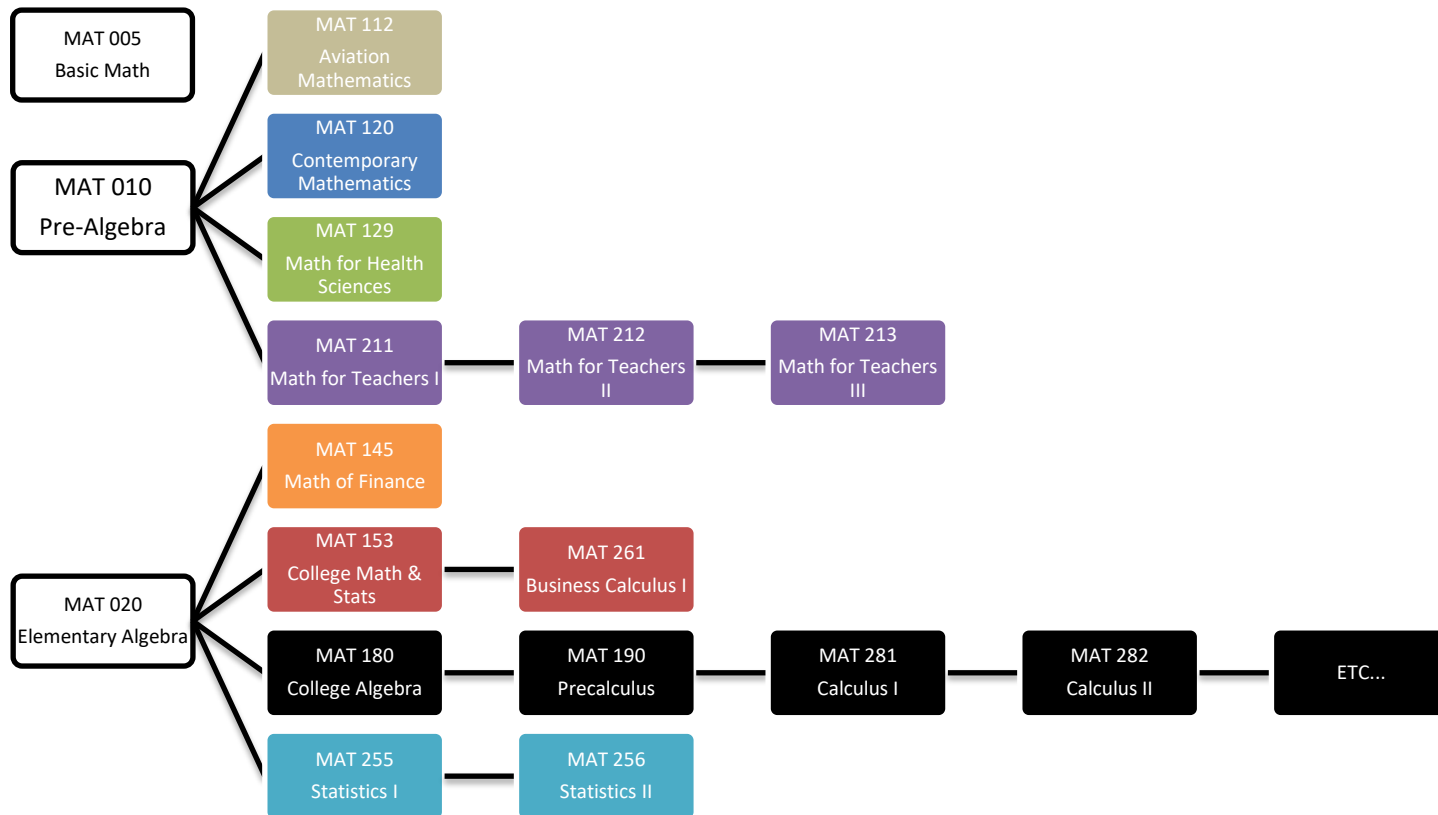 MAT 005
Basic Math
MAT 010
Pre-Algebra
MAT 112
Aviation
Mathematics
MAT 120
Contemporary
Mathematics
MAT 129
Math for Health
Sciences
MAT 211
Math for Teachers I
MAT 212
Math for Teachers
II
MAT 213
Math for Teachers
III
MAT 020
Elementary Algebra
MAT 145
Math of Finance
MAT 153
College Math &
Stats
MAT 261
Business Calculus I
MAT 180
College Algebra
MAT 190
Precalculus
MAT 281
Calculus I
MAT 282
Calculus II
ETC...
MAT 255
Statistics I
MAT 256
Statistics II